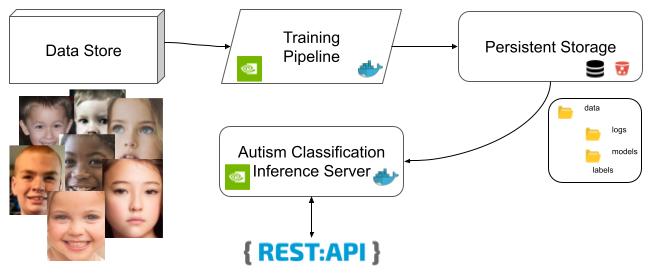 Data Store
Training
Pipeline
Persistent Storage
data
logs
models
labels
Autism Classification
Inference Server
{ REST:API }